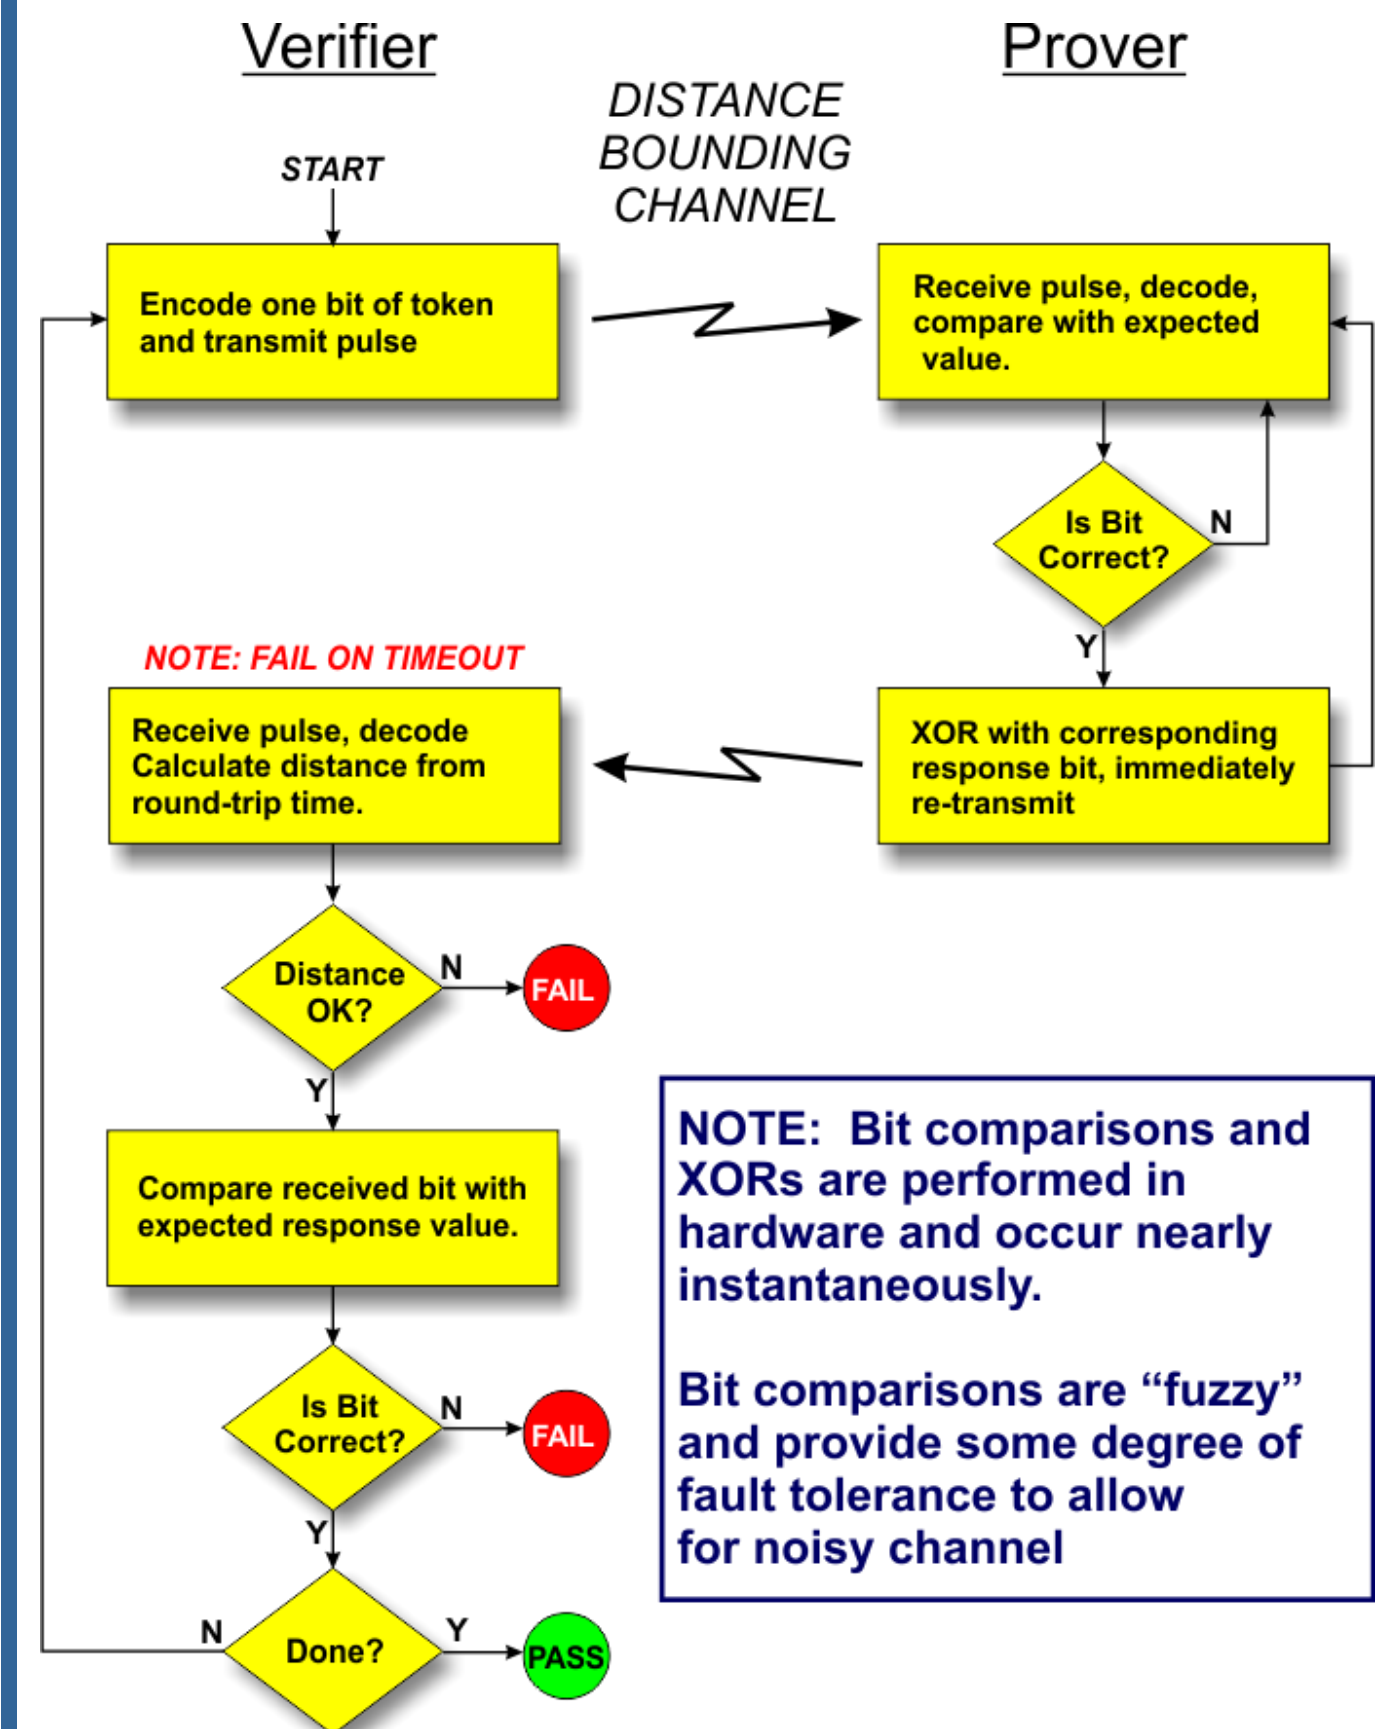 Verifier
Prover
DISTANCE
BOUNDING
CHANNEL
START
Encode one bit of token
and transmit pulse
Receive pulse, decode,
compare with expected
value.
Is Bit
Correct?
N
Y
NOTE: FAIL ON TIMEOUT
Receive pulse, decode
Calculate distance from
round-trip time.
XOR with corresponding
response bit, immediately
re-transmit
Distance
OK?
N
FAIL
Y
Compare received bit with
expected response value.
Is Bit
Correct?
N
FAIL
Y
Done?
N
Y
PASS
NOTE:  Bit comparisons and
XORs are performed in
hardware and occur nearly
instantaneously.
Bit comparisons are “fuzzy”
and provide some degree of
fault tolerance to allow
for noisy channel